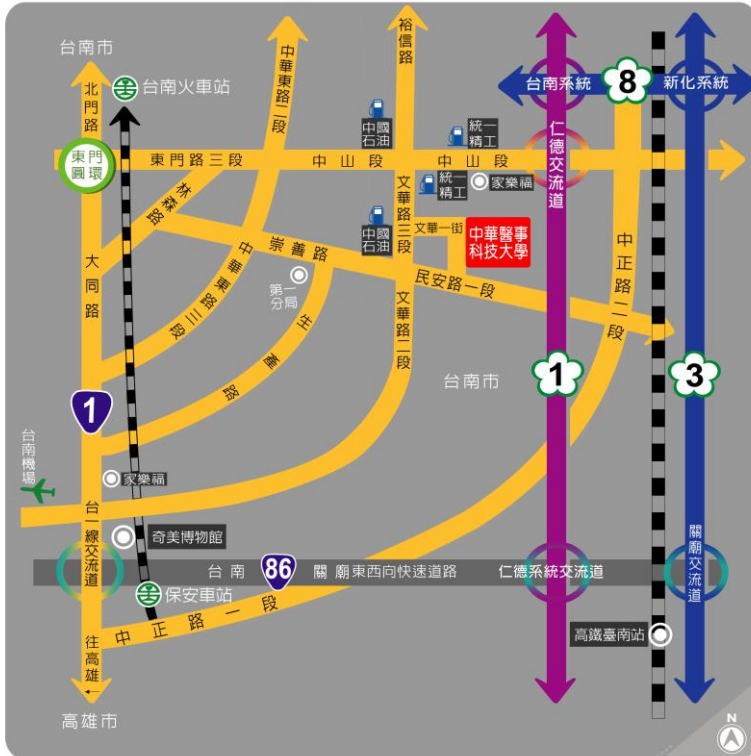 台南市
北門路
台南火車站
中華東路二段
裕信路
台南系統
8
新化系統
東門
圓環
東門路三段
中山段
中國
石油
統一
精工
中山段
仁德交流道
統一
精工
家樂福
林森路
大同路
中國
石油
文華路三段
文華一街
中華醫事
科技大學
崇善路
中華東路三段
第一
分局
民安路一段
中正路二段
生產路
文華路二段
台南市
1
1
3
台南機場
家樂福
台一線交流道
奇美博物館
台南
86
關廟東西向快速道路
仁德系統交流道
關廟交流道
保安車站
中正路一段
往高雄
←
高鐵臺南站
高雄市
N